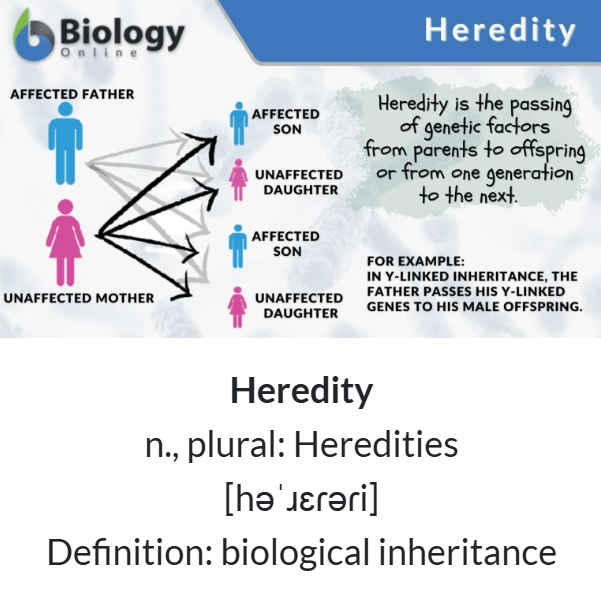 Biology
Online
Heredity
AFFECTED FATHER
UNAFFECTED MOTHER
AFFECTED
SON
UNAFFECTED
DAUGHTER
AFFECTED
SON
UNAFFECTED
DAUGHTER
Heredity is the passing
of genetic factors
from parents to offspring
or from one generation
to the next.
FOR EXAMPLE:
IN Y-LINKED INHERITANCE, THE
FATHER PASSES HIS Y-LINKED
GENES TO HIS MALE OFFSPRING.
Heredity
n., plural: Heredities
[həˈɹɛɾəɾi]
Definition: biological inheritance